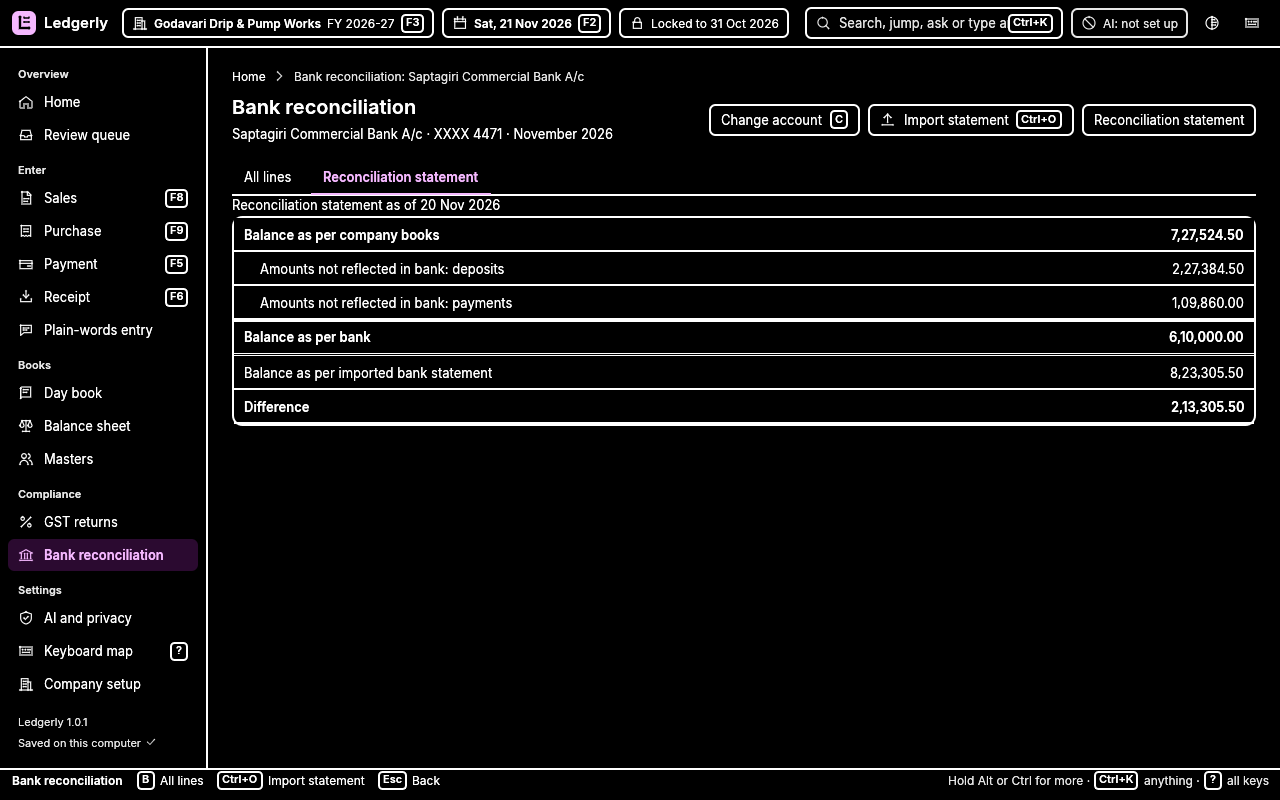 Ledgerly
Godavari Drip & Pump Works FY 2026-27 F3
Sat, 21 Nov 2026 F2
Locked to 31 Oct 2026
Search, jump, ask or type a Ctrl+K
AI: not set up
Overview
Home
Review queue
Enter
Sales F8
Purchase F9
Payment F5
Receipt F6
Plain-words entry
Books
Day book
Balance sheet
Masters
Compliance
GST returns
Bank reconciliation
Settings
AI and privacy
Keyboard map ?
Company setup
Ledgerly 1.0.1
Saved on this computer
Home Bank reconciliation: Saptagiri Commercial Bank A/c
Bank reconciliation
Saptagiri Commercial Bank A/c · XXXX 4471 · November 2026
Change account C
Import statement Ctrl+O
Reconciliation statement
All lines Reconciliation statement
Reconciliation statement as of 20 Nov 2026
Balance as per company books 7,27,524.50
Amounts not reflected in bank: deposits 2,27,384.50
Amounts not reflected in bank: payments 1,09,860.00
Balance as per bank 6,10,000.00
Balance as per imported bank statement 8,23,305.50
Difference 2,13,305.50
Bank reconciliation B All lines Ctrl+O Import statement Esc Back
Hold Alt or Ctrl for more · Ctrl+K anything · ? all keys